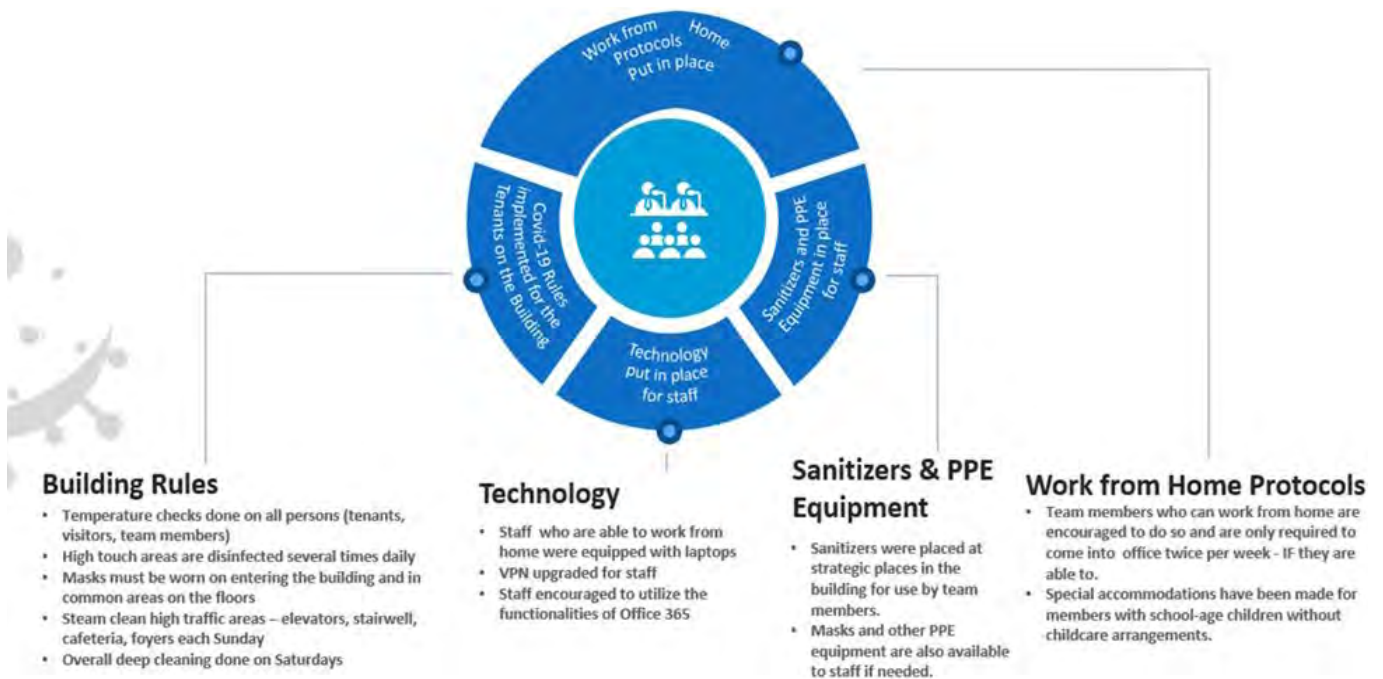 Work from Home
Protocols
Put in place
Covid-19 Rules
implemented for the
Tenants on the Building
Sanitizers and PPE
Equipment in place
for staff
Technology
put in place
for staff
Building Rules
• Temperature checks done on all persons (tenants,
visitors, team members)
• High touch areas are disinfected several times daily
• Masks must be worn on entering the building and in
common areas on the floors
• Steam clean high traffic areas – elevators, stairwell,
cafeteria, foyers each Sunday
• Overall deep cleaning done on Saturdays
Technology
• Staff who are able to work from
home were equipped with laptops
• VPN upgraded for staff
• Staff encouraged to utilize the
functionalities of Office 365
Sanitizers & PPE
Equipment
• Sanitizers were placed at
strategic places in the
building for use by team
members.
• Masks and other PPE
equipment are also available
to staff if needed.
Work from Home Protocols
• Team members who can work from home are
encouraged to do so and are only required to
come into office twice per week - IF they are
able to.
• Special accommodations have been made for
members with school-age children without
childcare arrangements.